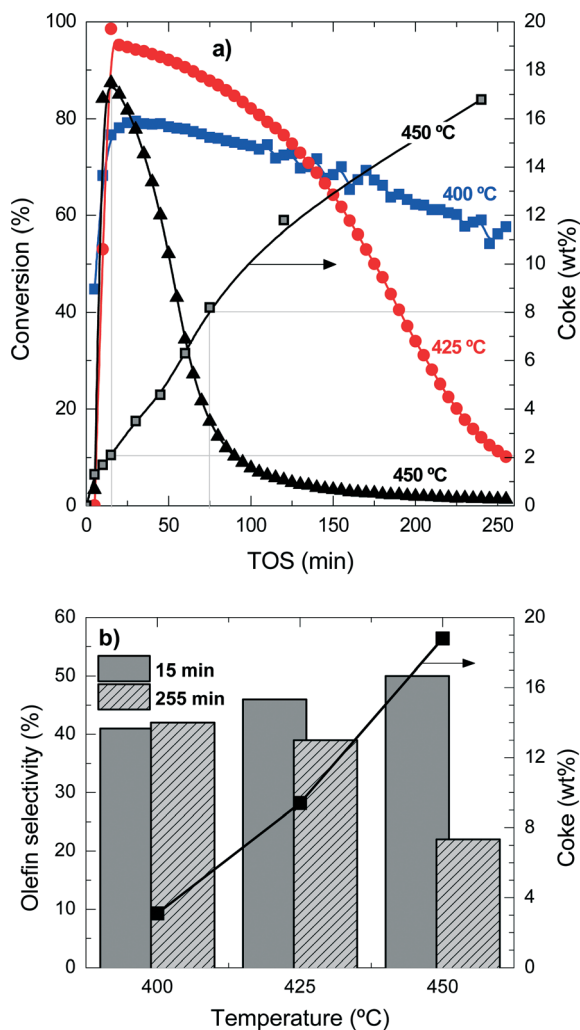 a)
100
80
60
40
20
0
Conversion (%)
20
18
16
14
12
10
8
6
4
2
0
Coke (wt%)
450 ºC
400 ºC
425 ºC
450 ºC
0 50 100 150 200 250
TOS (min)
b)
15 min
255 min
60
50
40
30
20
10
0
Olefin selectivity (%)
20
16
12
8
4
0
Coke (wt%)
400 425 450
Temperature (ºC)